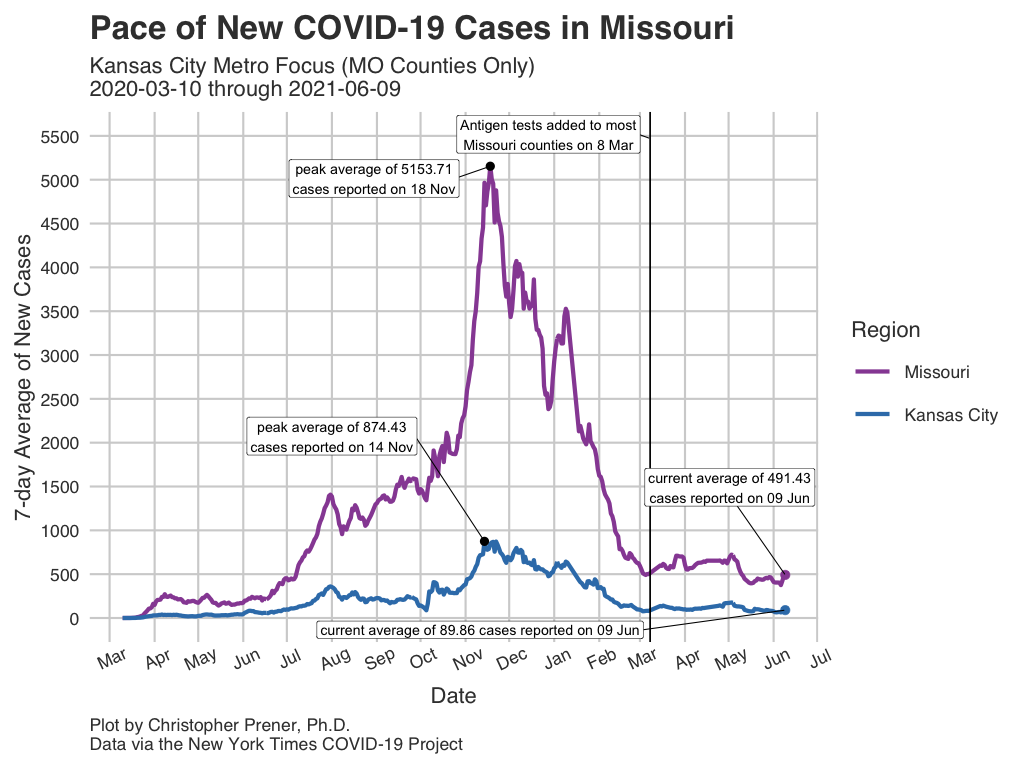 Pace of New COVID-19 Cases in Missouri
Kansas City Metro Focus (MO Counties Only)
2020-03-10 through 2021-06-09
7-day Average of New Cases
5500
5000
4500
4000
3500
3000
2500
2000
1500
1000
500
0
Antigen tests added to most
Missouri counties on 8 Mar
peak average of 5153.71
cases reported on 18 Nov
peak average of 874.43
cases reported on 14 Nov
current average of 491.43
cases reported on 09 Jun
current average of 89.86 cases reported on 09 Jun
Mar Apr May Jun Jul Aug Sep Oct Nov Dec Jan Feb Mar Apr May Jun Jul
Date
Region
Missouri
Kansas City
Plot by Christopher Prener, Ph.D.
Data via the New York Times COVID-19 Project